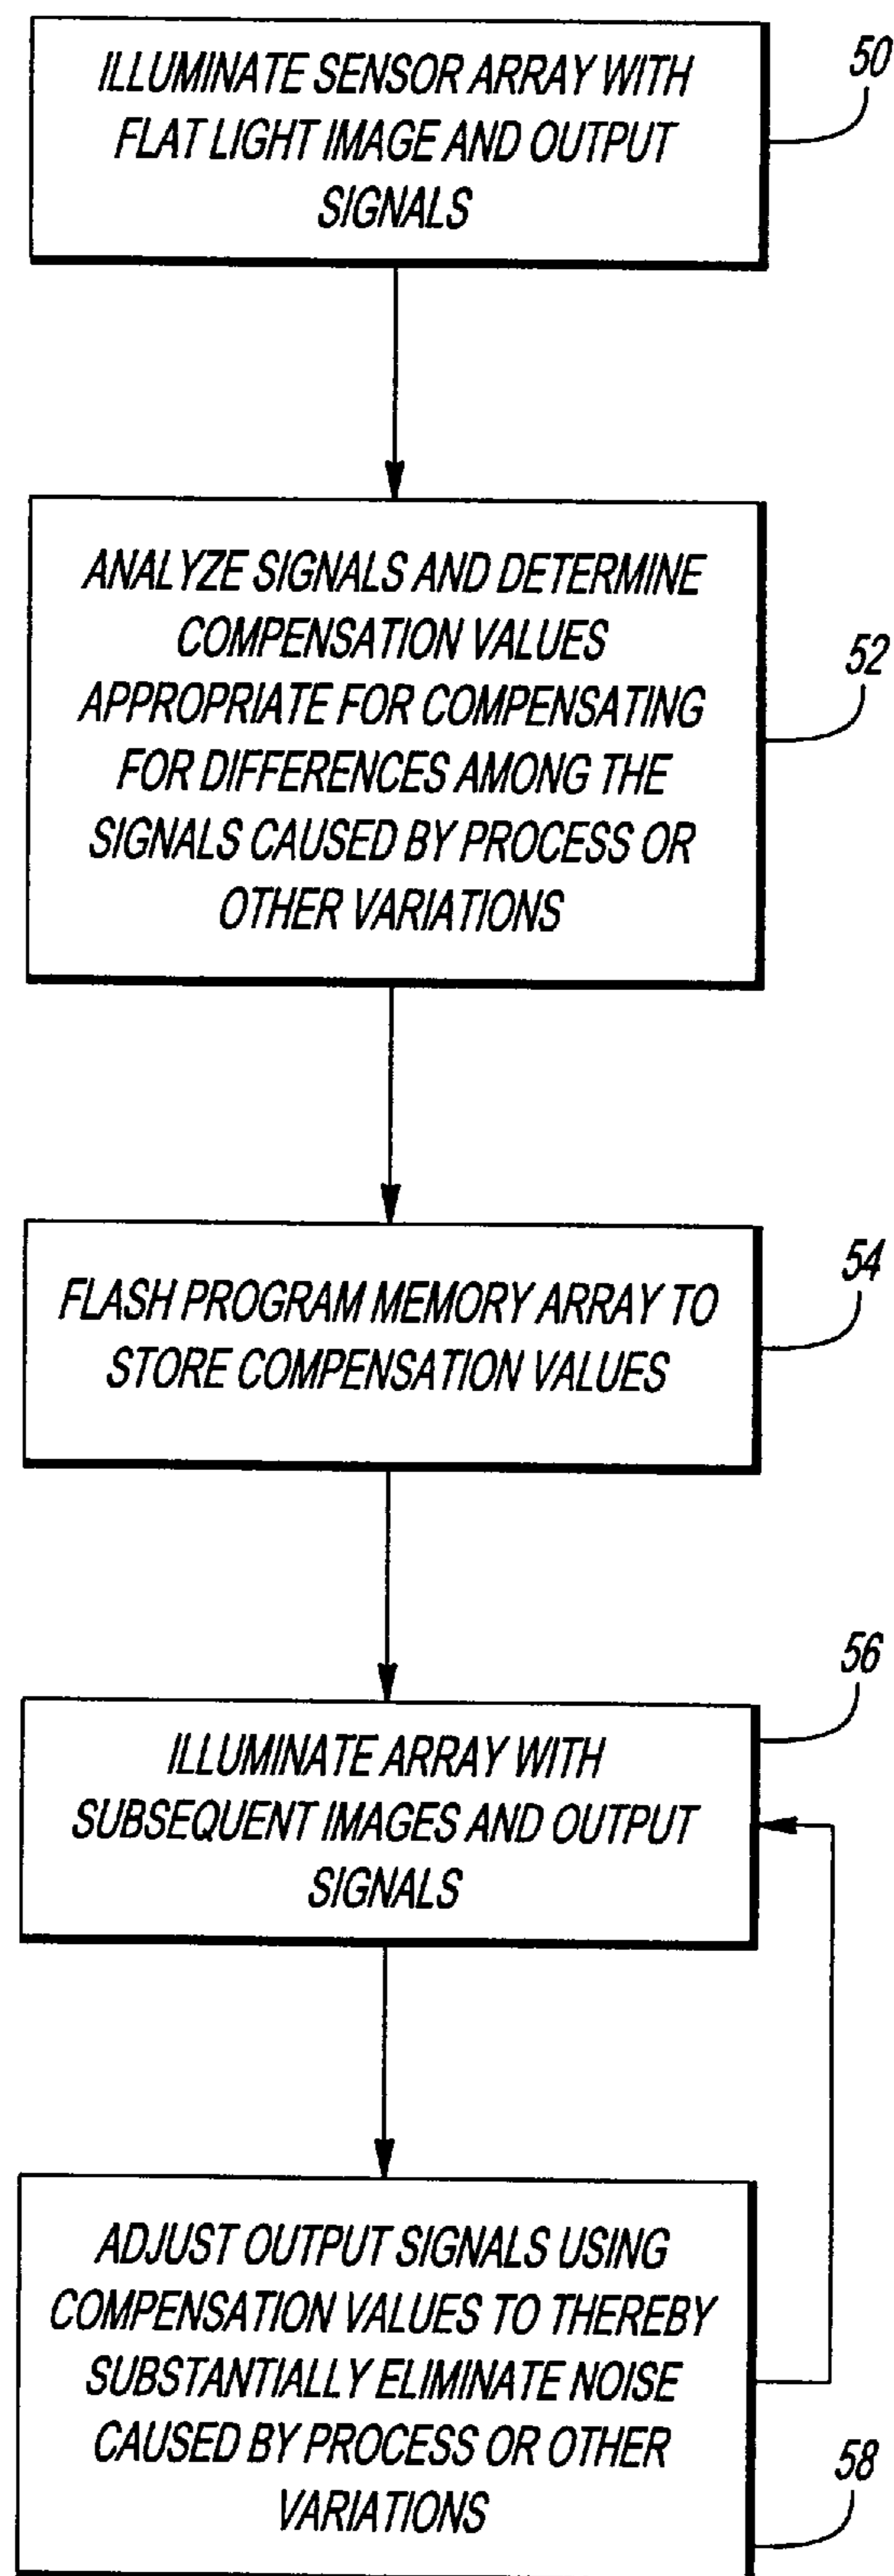 ILLUMINATE SENSOR ARRAY WITH
FLAT LIGHT IMAGE AND OUTPUT
SIGNALS
50
ANALYZE SIGNALS AND DETERMINE
COMPENSATION VALUES
APPROPRIATE FOR COMPENSATING
FOR DIFFERENCES AMONG THE
SIGNALS CAUSED BY PROCESS OR
OTHER VARIATIONS
52
FLASH PROGRAM MEMORY ARRAY TO
STORE COMPENSATION VALUES
54
ILLUMINATE ARRAY WITH
SUBSEQUENT IMAGES AND OUTPUT
SIGNALS
56
ADJUST OUTPUT SIGNALS USING
COMPENSATION VALUES TO THEREBY
SUBSTANTIALLY ELIMINATE NOISE
CAUSED BY PROCESS OR OTHER
VARIATIONS
58